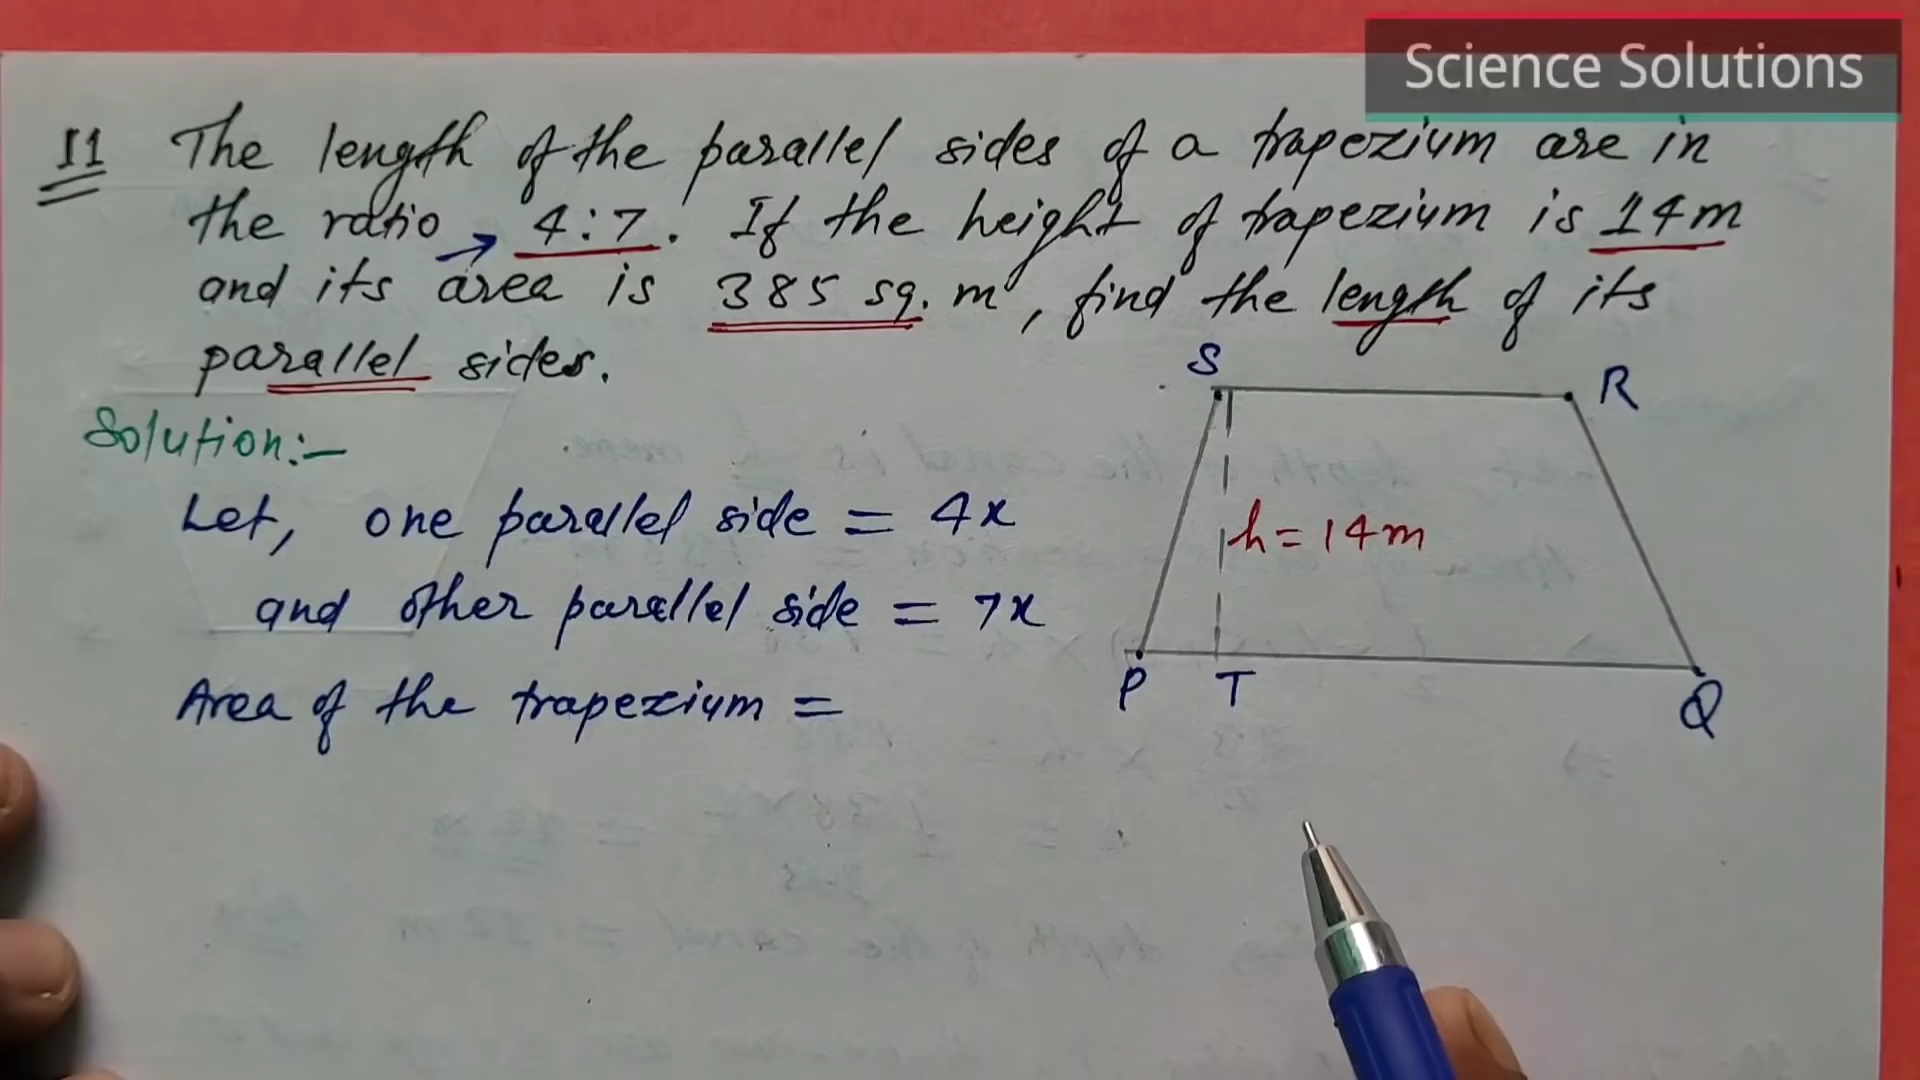 Science Solutions
11 The length of the parallel sides of a trapezium are in
the ratio → 4:7. If the height of trapezium is 14m
and its area is 385 sq. m, find the length of its
parallel sides.
S
R
Solution:-
Let, one parallel side = 4x
h = 14m
and other parallel side = 7x
P T Q
Area of the trapezium =